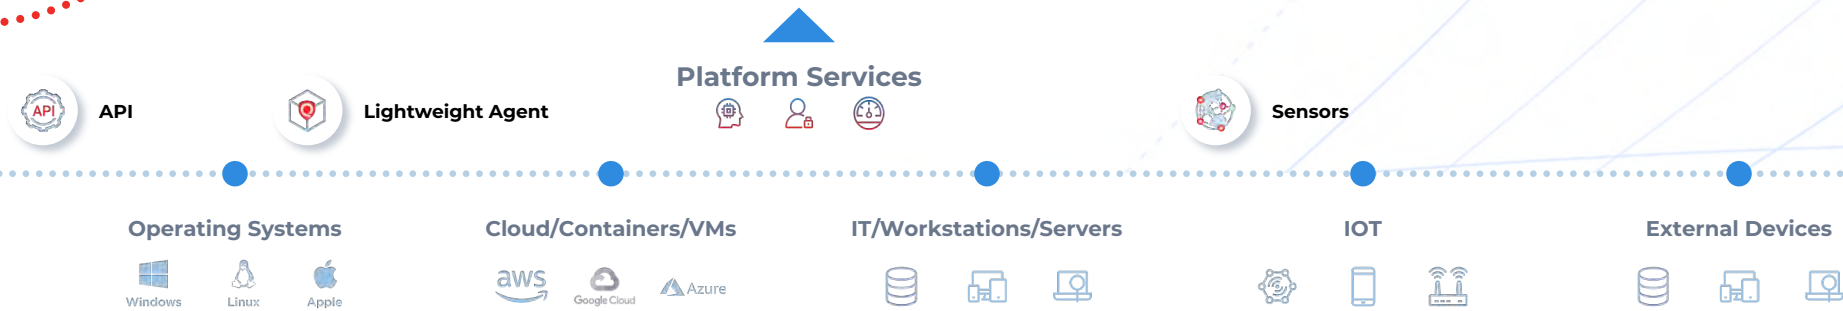 Platform Services
API
API
Lightweight Agent
Sensors
Operating Systems
Cloud/Containers/VMs
IT/Workstations/Servers
IOT
External Devices
Windows
Linux
Apple
aws
Google Cloud
Azure